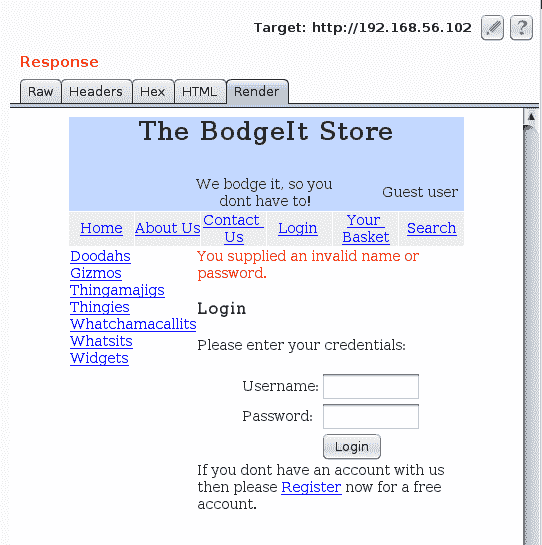 Target: http://192.168.56.102
?
Response
Raw Headers Hex HTML Render
The BodgeIt Store
We bodge it, so you
dont have to!
Guest user
Home About Us Contact Us Login Your Basket Search
Doodahs
Gizmos
Thingamajigs
Thingies
Whatchamacallits
Whatsits
Widgets
You supplied an invalid name or
password.
Login
Please enter your credentials:
Username:
Password:
Login
If you dont have an account with us
then please Register now for a free
account.